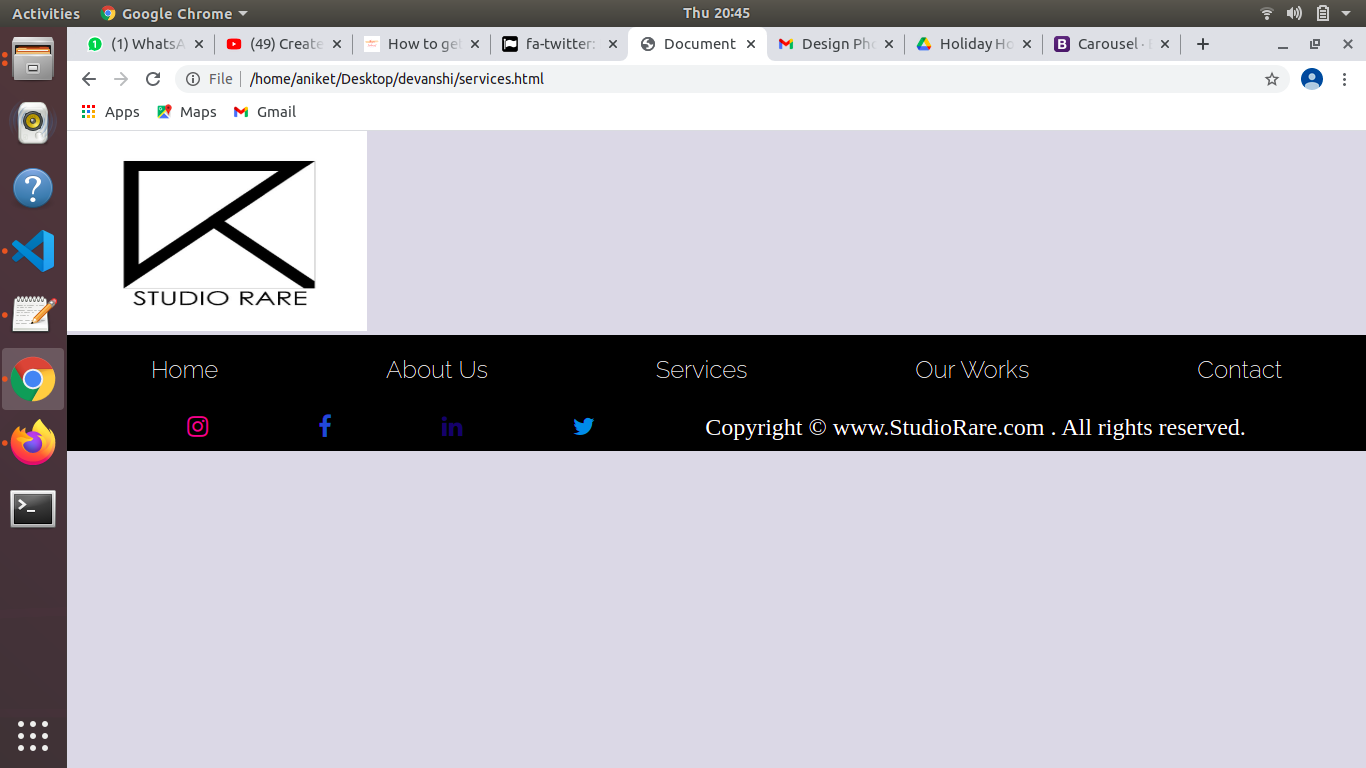 Activities Google Chrome Thu 20:45
(1) WhatsA (49) Create How to get fa-twitter: Document Design Pho Holiday Ho Carousel ·
File /home/aniket/Desktop/devanshi/services.html
Apps Maps Gmail
STUDIO RARE
Home About Us Services Our Works Contact
Copyright © www.StudioRare.com . All rights reserved.